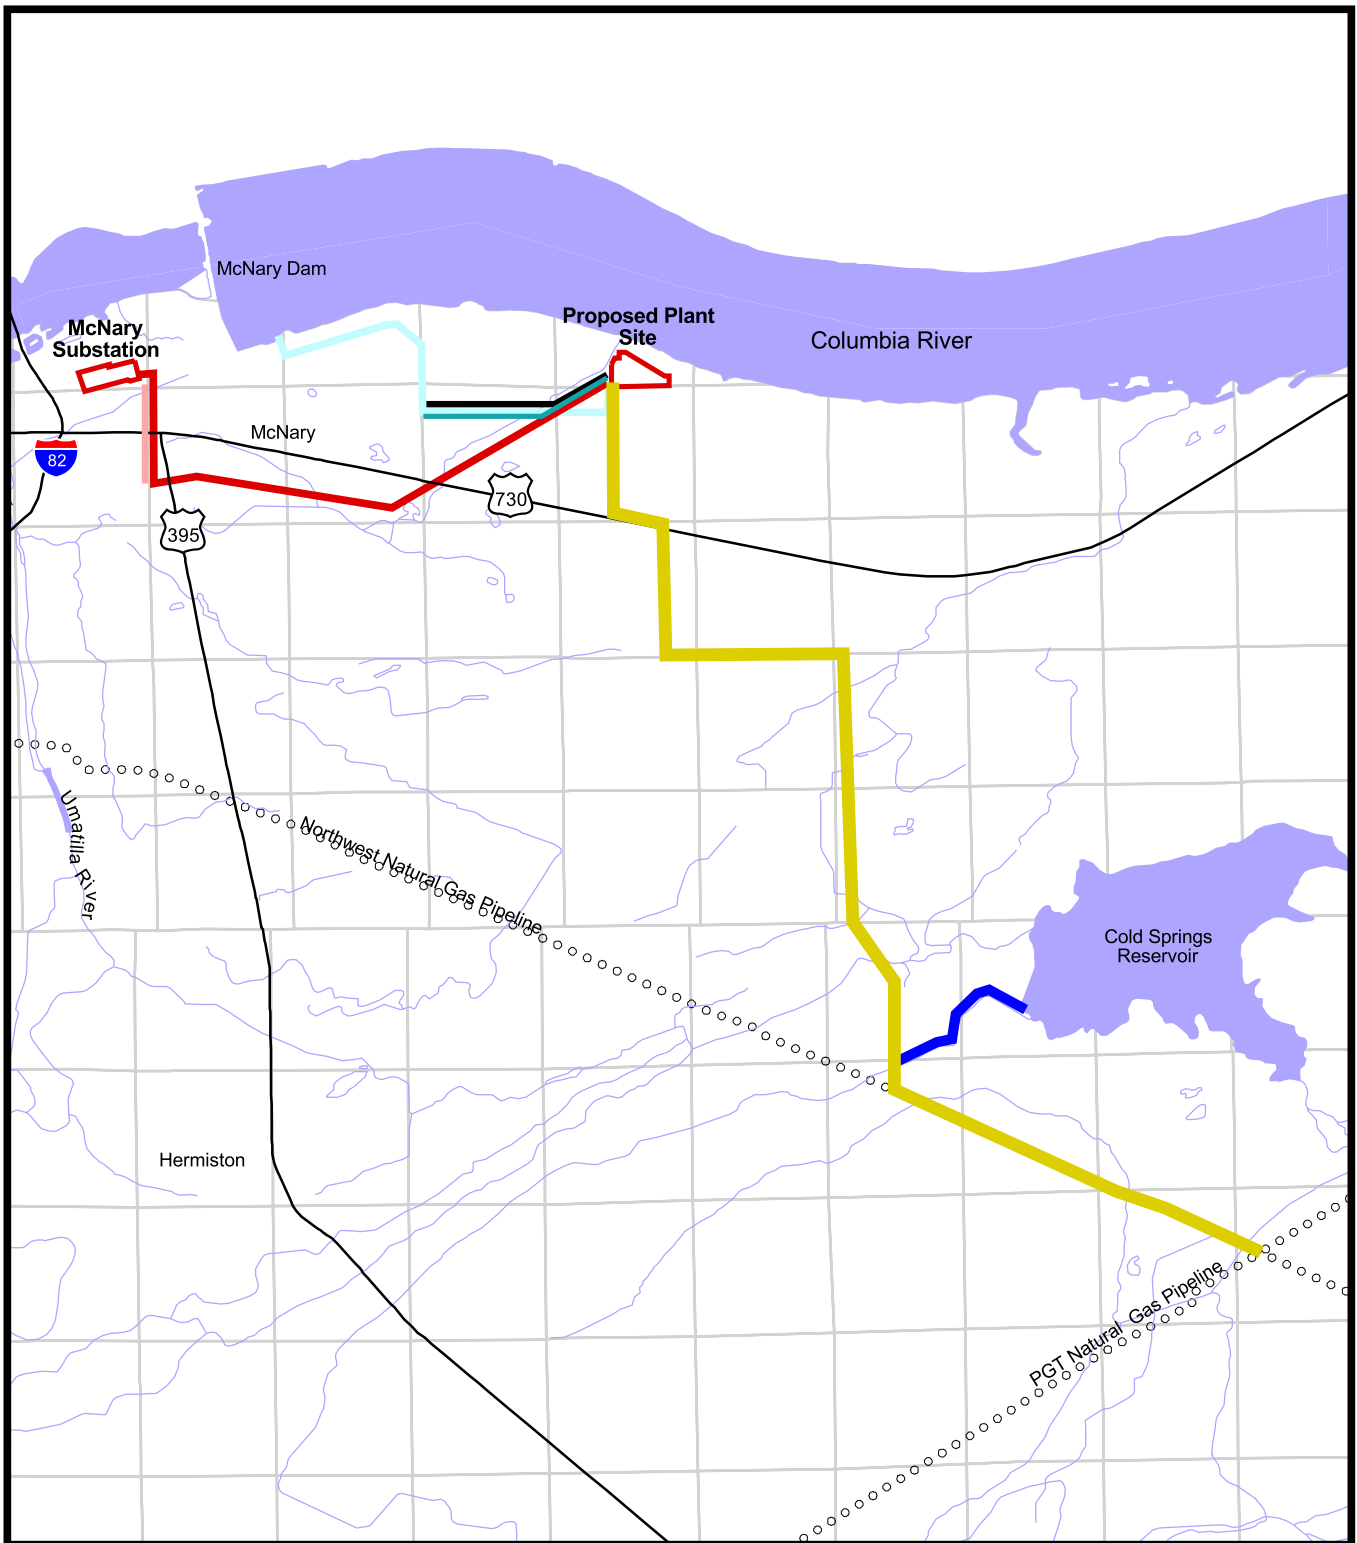 McNary Dam
Proposed Plant
Site
McNary
Substation
Columbia River
McNary
82
730
395
Umatilla River
Northwest Natural Gas Pipeline
Cold Springs
Reservoir
Hermiston
PGT Natural Gas Pipeline